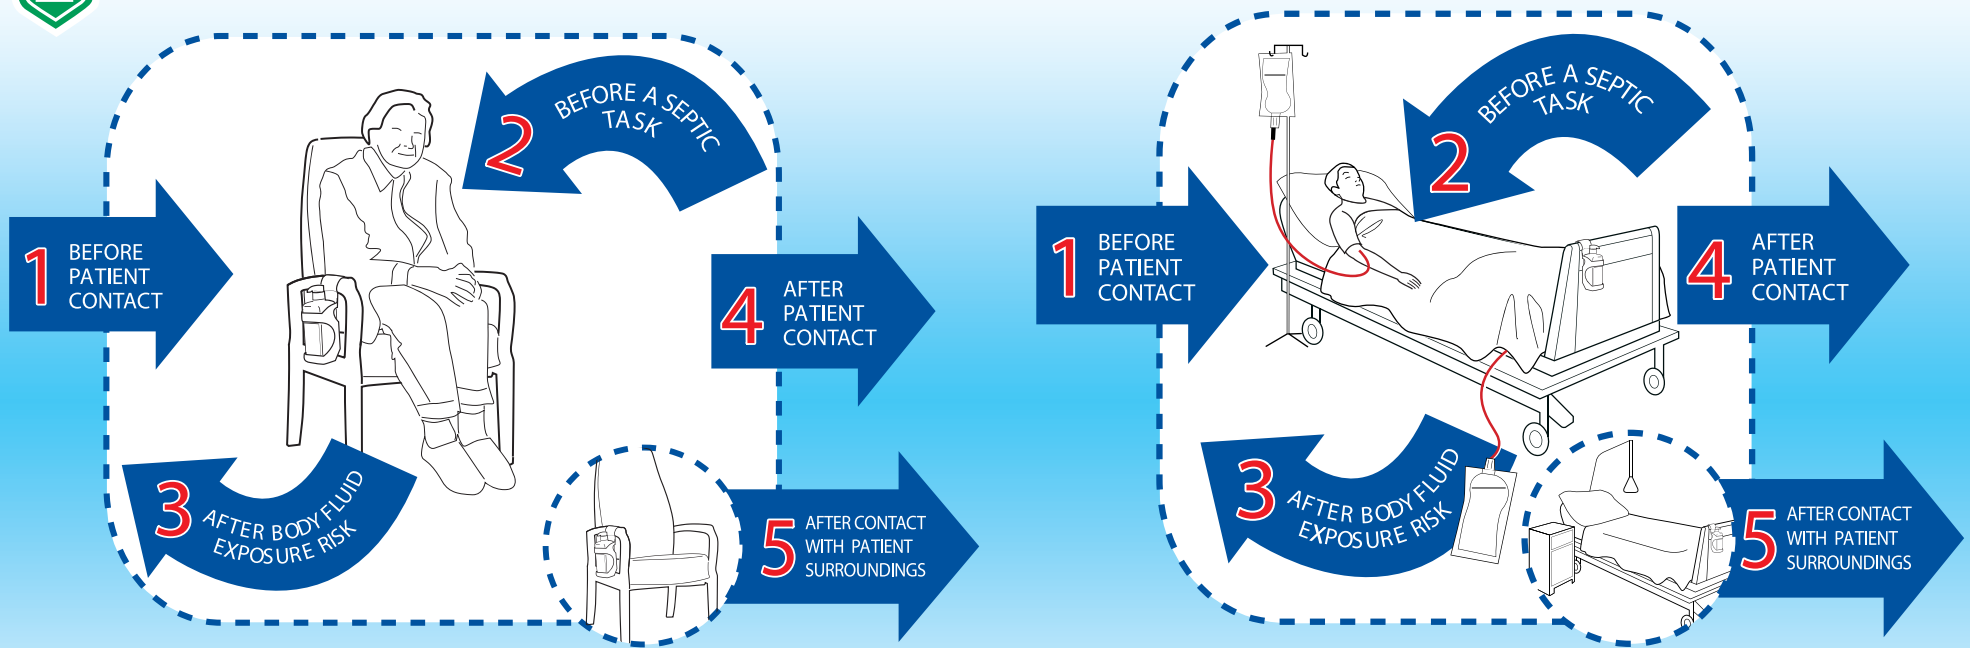 1 BEFORE
PATIENT
CONTACT
2 BEFORE A SEPTIC
TASK
3 AFTER BODY FLUID
EXPOSURE RISK
4 AFTER
PATIENT
CONTACT
5 AFTER CONTACT
WITH PATIENT
SURROUNDINGS
1 BEFORE
PATIENT
CONTACT
2 BEFORE A SEPTIC
TASK
3 AFTER BODY FLUID
EXPOSURE RISK
4 AFTER
PATIENT
CONTACT
5 AFTER CONTACT
WITH PATIENT
SURROUNDINGS